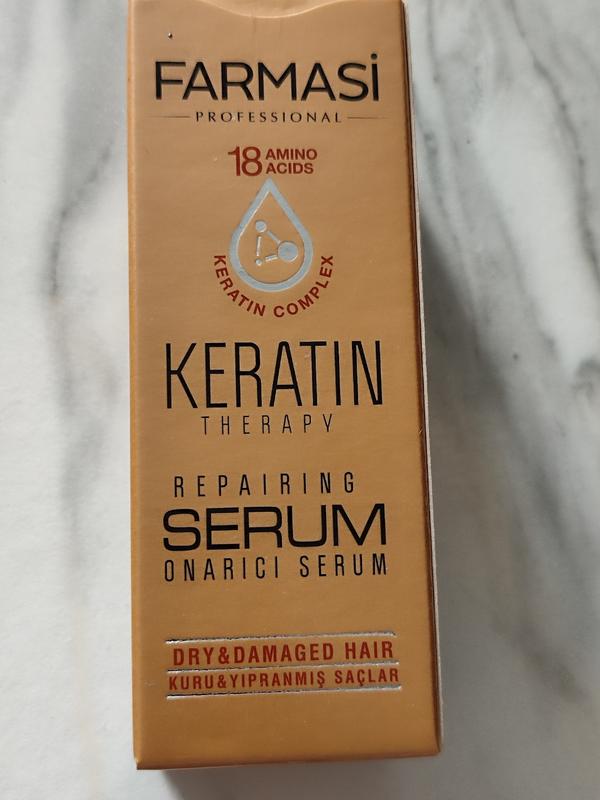 FARMASİ
PROFESSIONAL
18 AMINO
ACIDS
KERATIN COMPLEX
KERATIN
THERAPY
REPAIRING
SERUM
ONARICI SERUM
DRY&DAMAGED HAIR
KURU&YIPRANMIŞ SAÇLAR